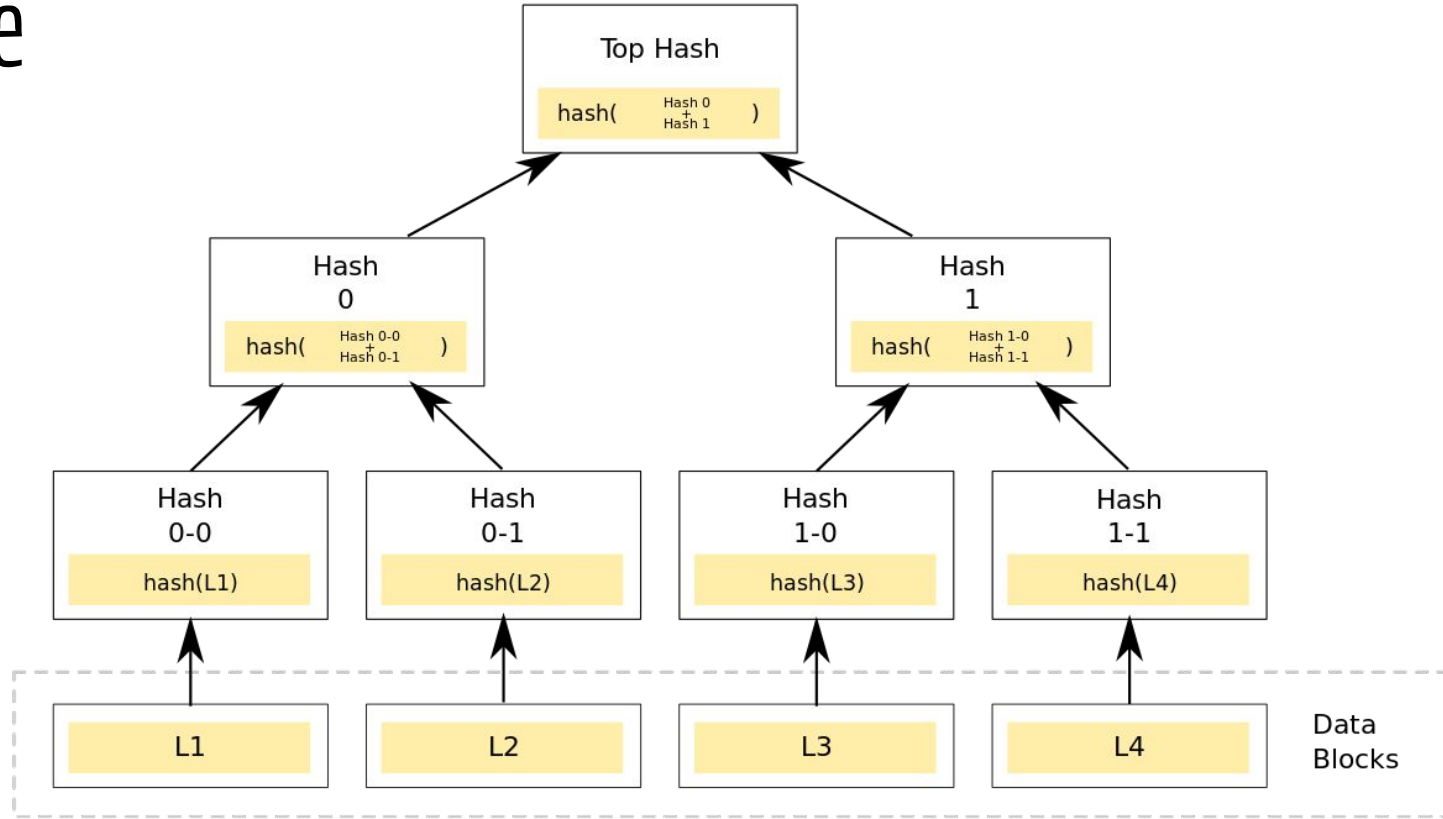 e
Top Hash
hash( Hash 0 + Hash 1 )
Hash 0
hash( Hash 0-0 + Hash 0-1 )
Hash 1
hash( Hash 1-0 + Hash 1-1 )
Hash 0-0
hash(L1)
Hash 0-1
hash(L2)
Hash 1-0
hash(L3)
Hash 1-1
hash(L4)
L1
L2
L3
L4
Data
Blocks